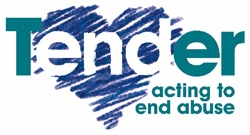 Tender
acting to
end abuse